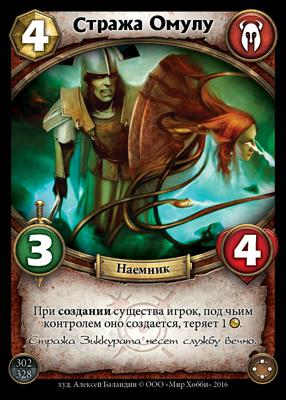 4
Стража Омулу
3
Наемник
4
При создании существа игрок, под чьим
контролем оно создается, теряет 1 .
Стража Зиккурата несет службу вечно.
302
328
худ. Алексей Баландин © ООО «Мир Хобби» 2016